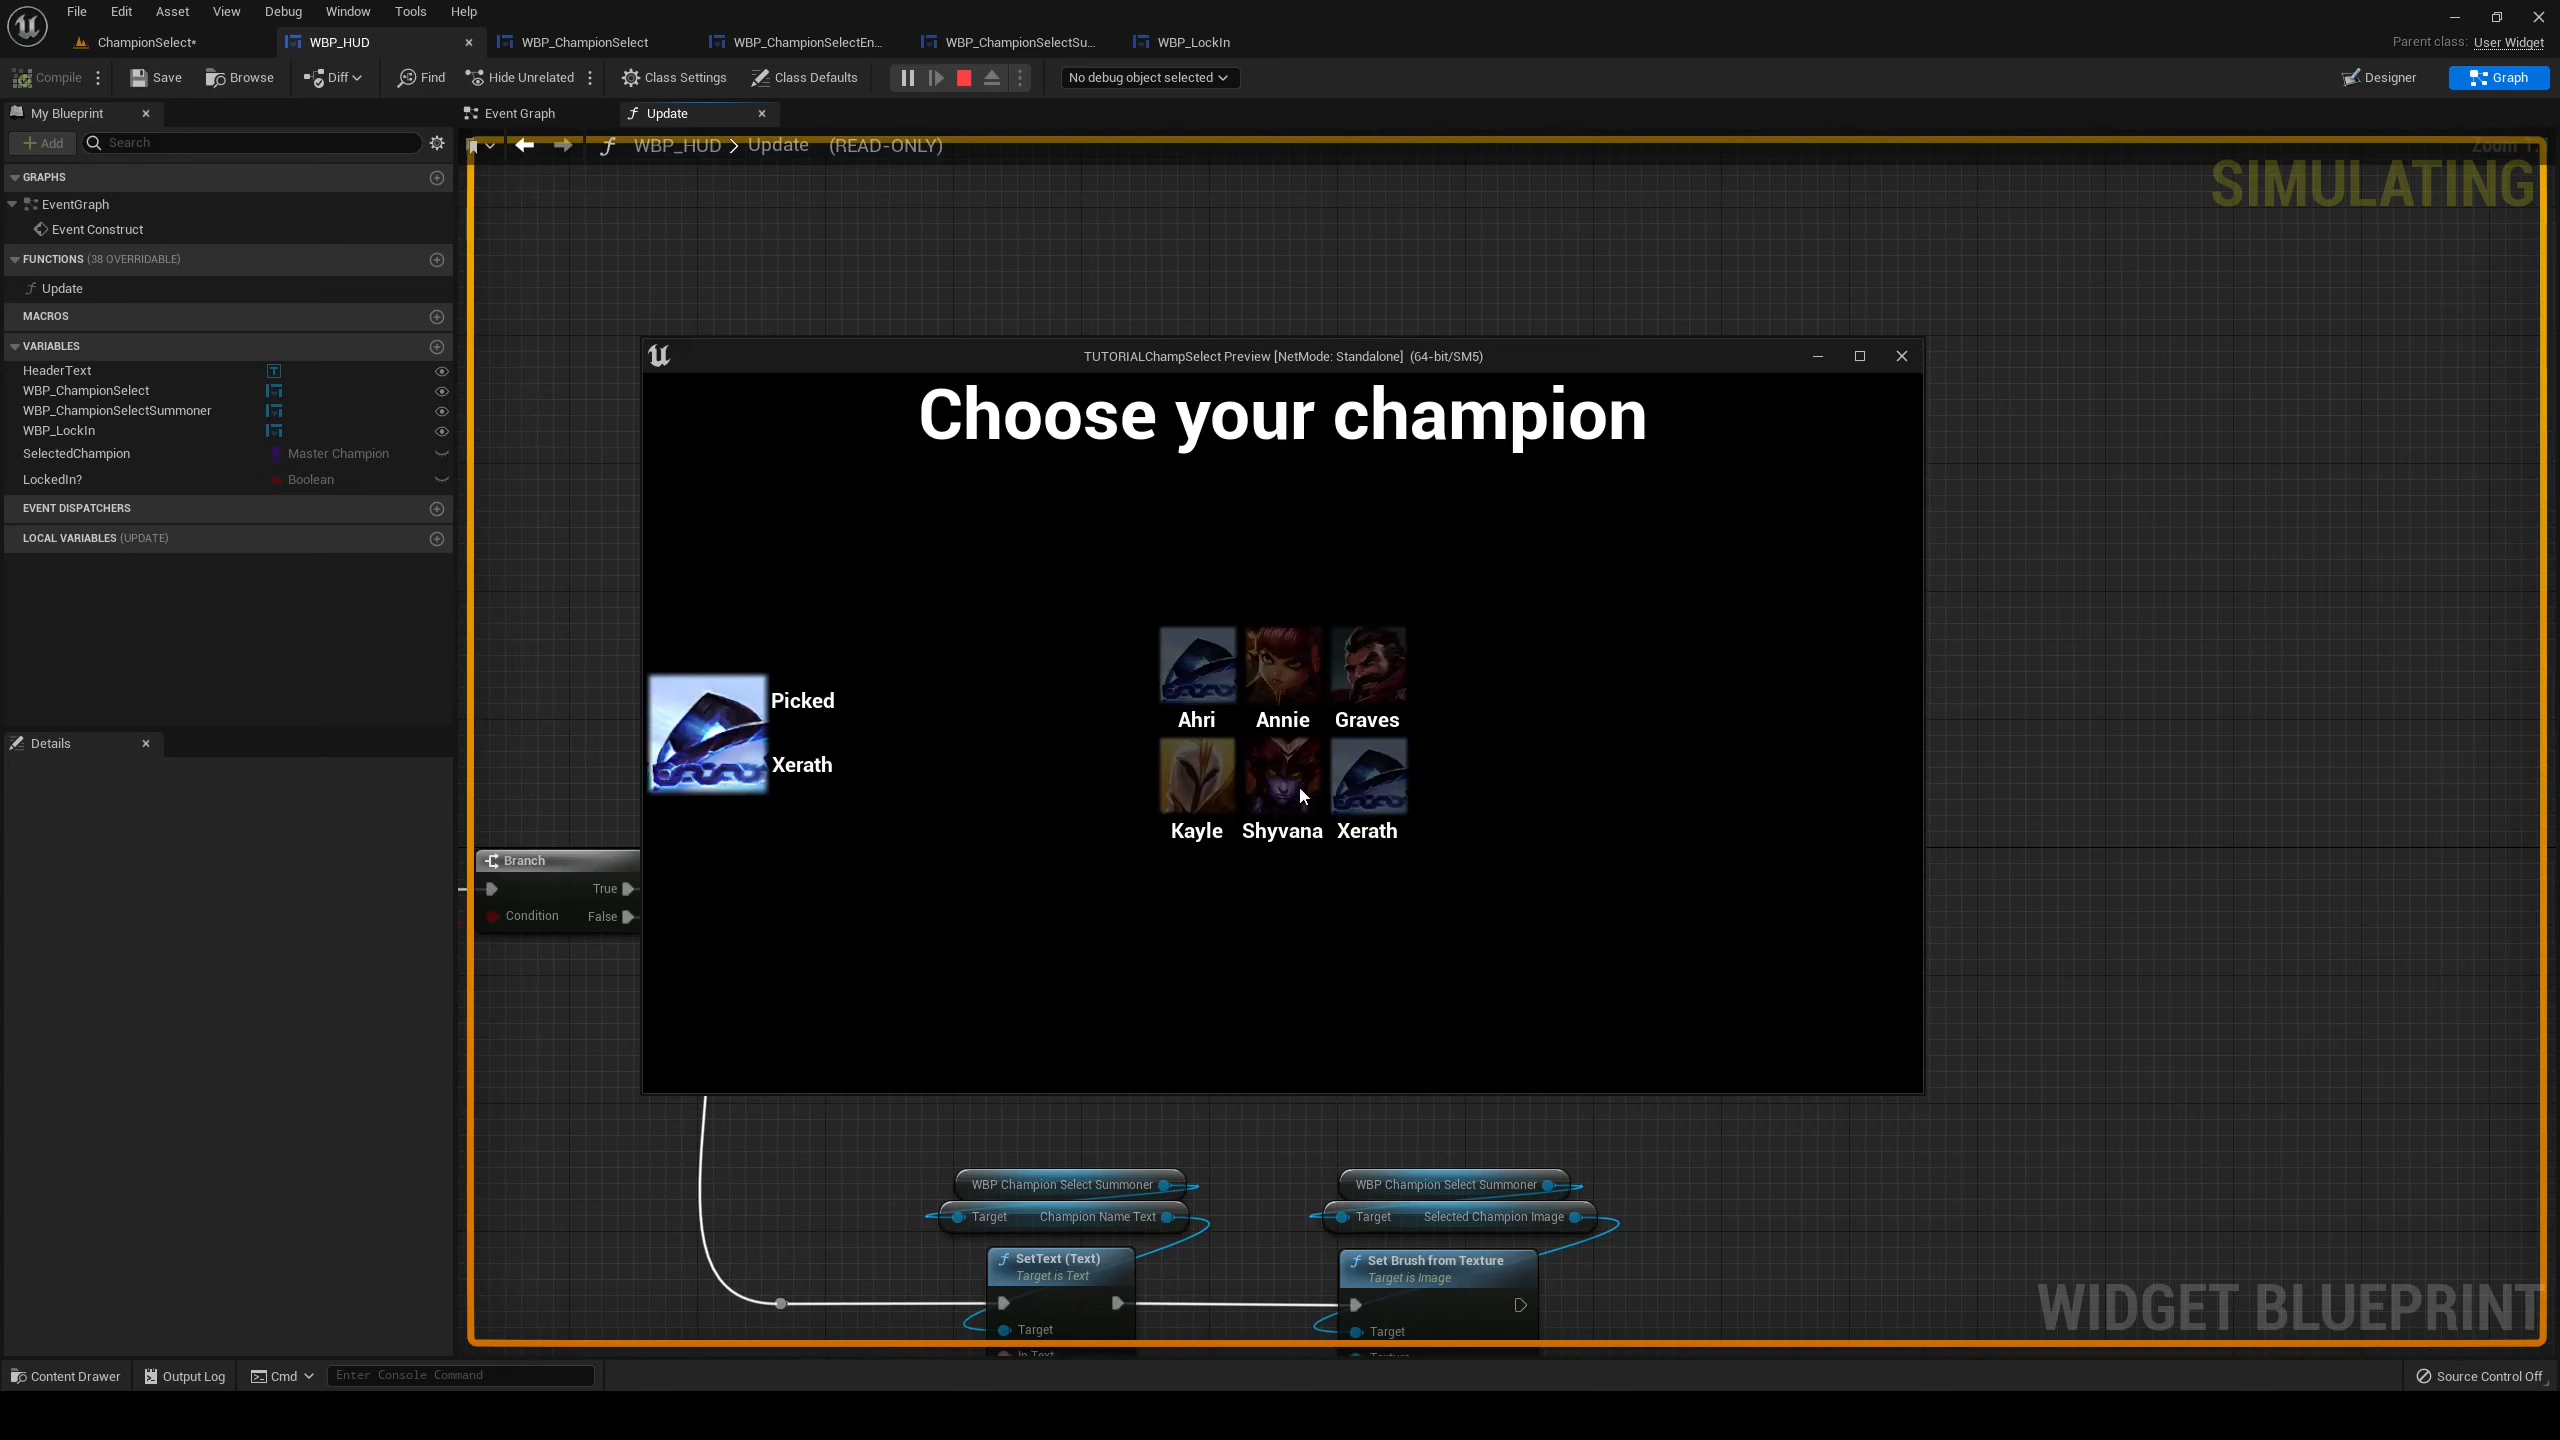 File Edit Asset View Debug Window Tools Help
ChampionSelect* WBP_HUD WBP_ChampionSelect WBP_ChampionSelectEn... WBP_ChampionSelectSu... WBP_LockIn
Parent class: User Widget
Compile Save Browse Diff Find Hide Unrelated Class Settings Class Defaults No debug object selected Designer Graph
My Blueprint
Event Graph Update
Add Search
WBP_HUD > Update (READ-ONLY)
SIMULATING
GRAPHS
EventGraph
Event Construct
FUNCTIONS (38 OVERRIDABLE)
Update
MACROS
VARIABLES
HeaderText
WBP_ChampionSelect
WBP_ChampionSelectSummoner
WBP_LockIn
SelectedChampion Master Champion
LockedIn? Boolean
EVENT DISPATCHERS
LOCAL VARIABLES (UPDATE)
Details
TUTORIALChampSelect Preview [NetMode: Standalone] (64-bit/SM5)
Choose your champion
Picked
Xerath
Ahri Annie Graves
Kayle Shyvana Xerath
Branch
True
Condition False
WBP Champion Select Summoner
Target Champion Name Text
SetText (Text)
Target is Text
Target
In Text
WBP Champion Select Summoner
Target Selected Champion Image
Set Brush from Texture
Target is Image
Target
WIDGET BLUEPRINT
Content Drawer Output Log Cmd Enter Console Command Source Control Off